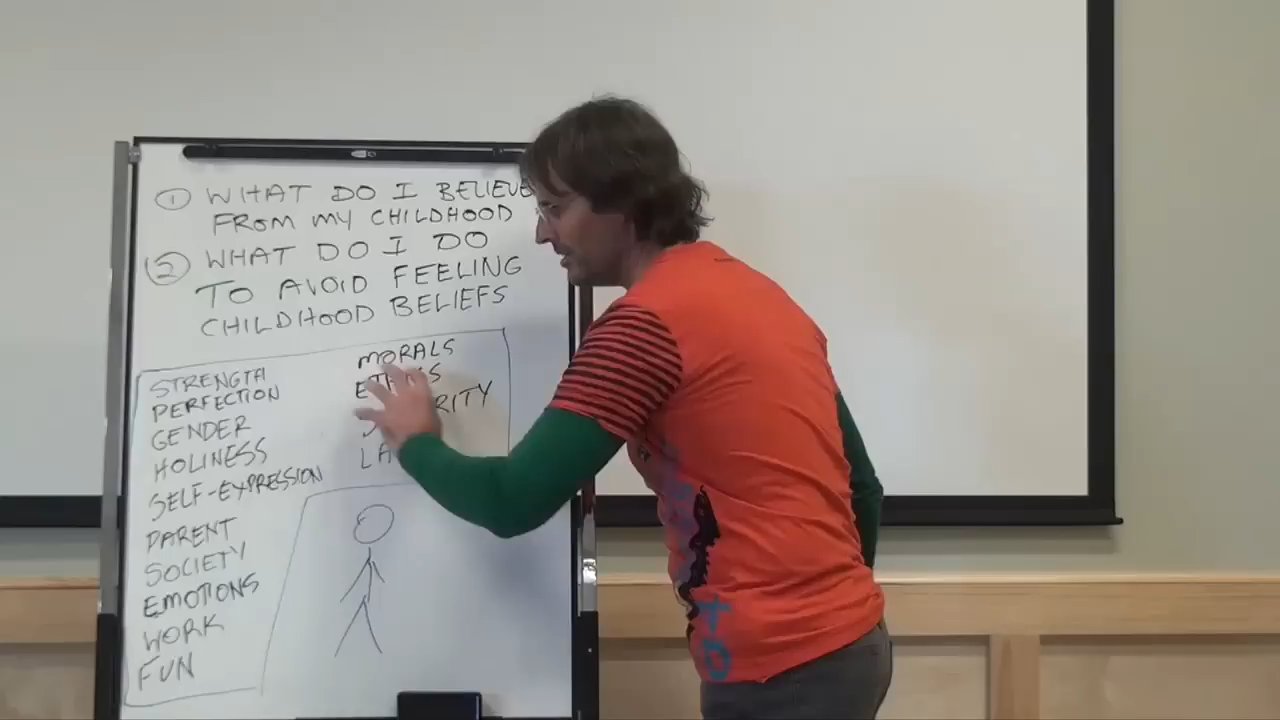 ① WHAT DO I BELIEVE
FROM MY CHILDHOOD
② WHAT DO I DO
TO AVOID FEELING
CHILDHOOD BELIEFS
STRENGTH
PERFECTION
GENDER
HOLINESS
SELF-EXPRESSION
PARENT
SOCIETY
EMOTIONS
WORK
FUN
MORALS